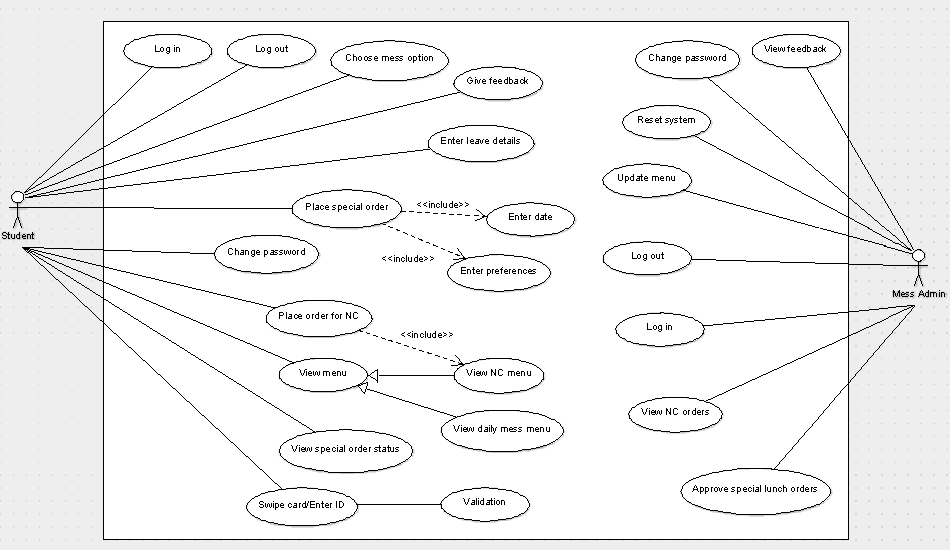 Log in
Log out
Choose mess option
Change password
View feedback
Give feedback
Reset system
Enter leave details
Update menu
Place special order
<<include>>
Enter date
Student
Change password
<<include>>
Enter preferences
Log out
Mess Admin
Place order for NC
<<include>>
Log in
View menu
View NC menu
View NC orders
View daily mess menu
View special order status
Approve special lunch orders
Swipe card/Enter ID
Validation